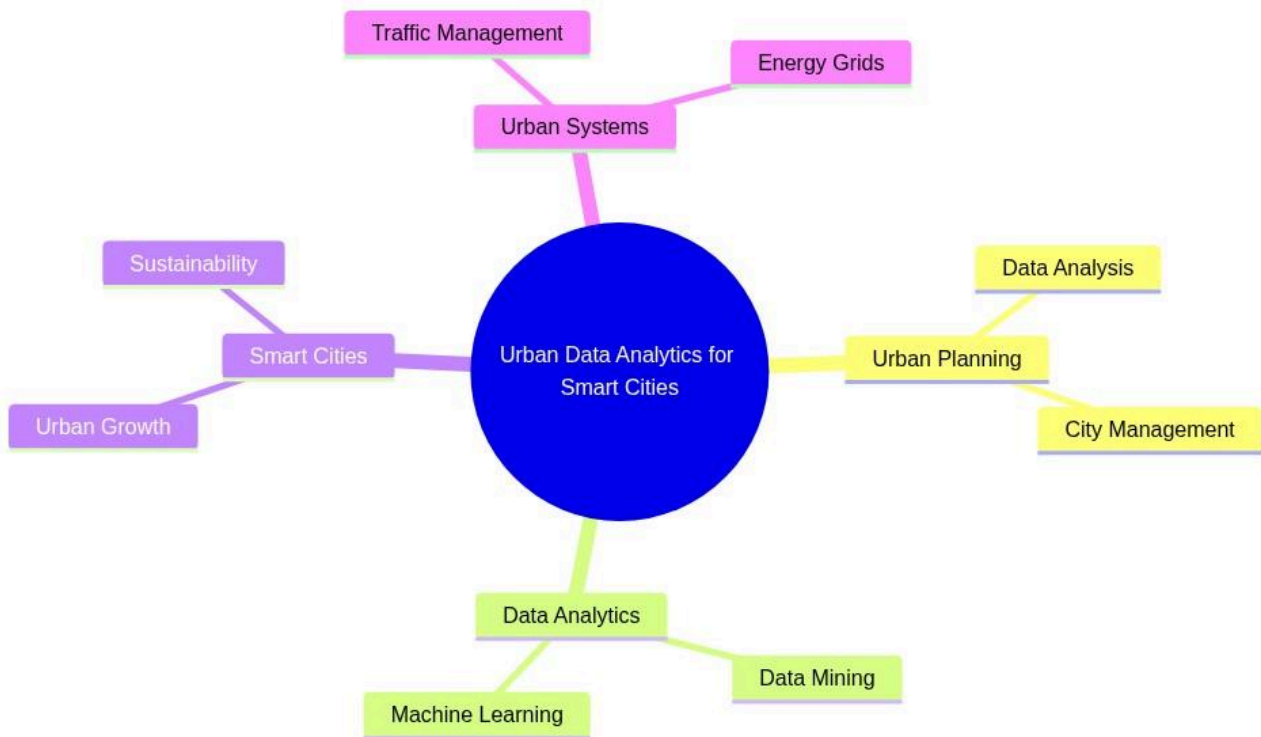 Traffic Management
Energy Grids
Urban Systems
Sustainability
Data Analysis
Smart Cities
Urban Data Analytics for
Smart Cities
Urban Planning
Urban Growth
City Management
Data Analytics
Data Mining
Machine Learning